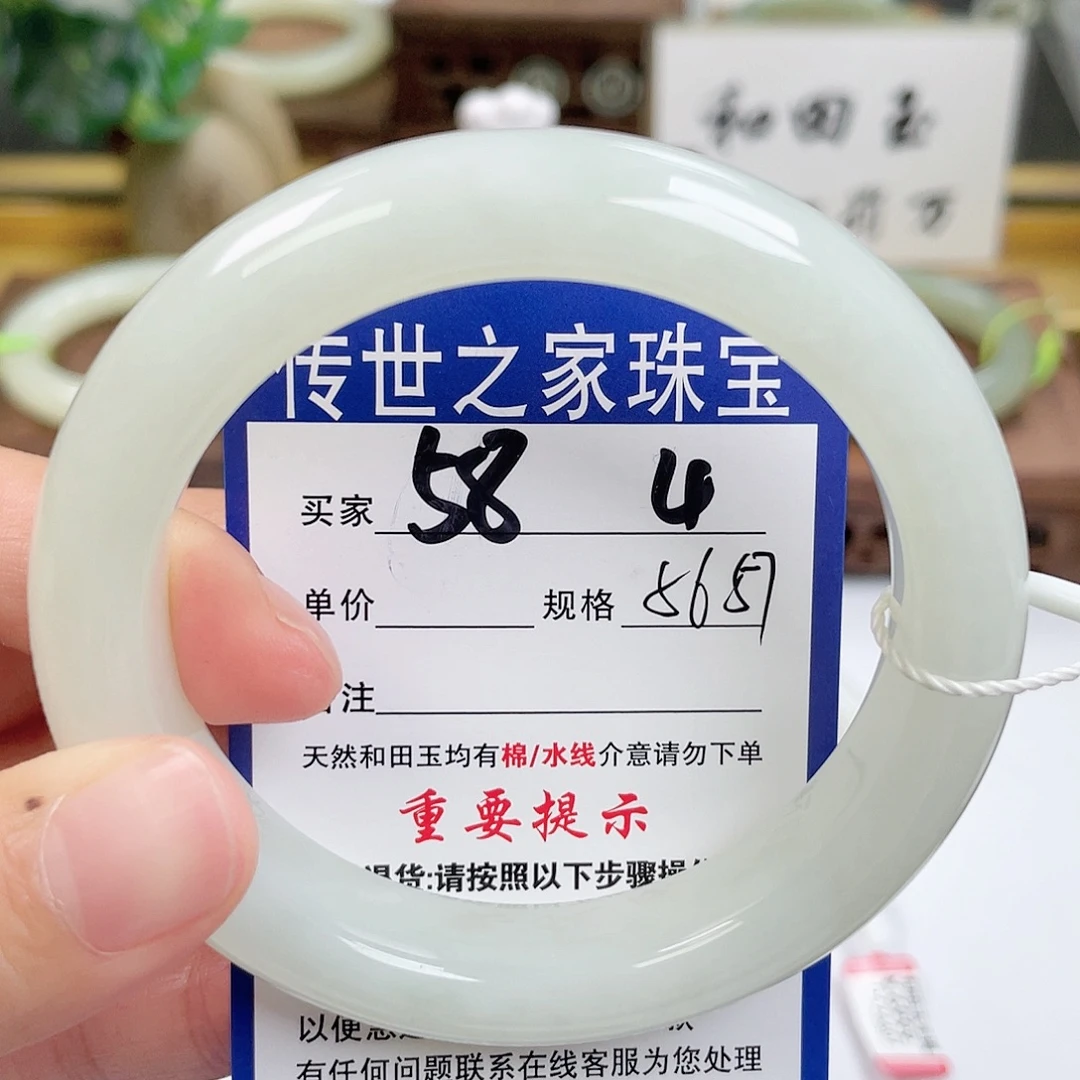 和田玉
传世之家珠宝
买家 58 4
单价 规格 5657
注
天然和田玉均有棉/水线介意请勿下单
重要提示
退货:请按照以下步骤操作
以便
有任何问题联系在线客服为您处理